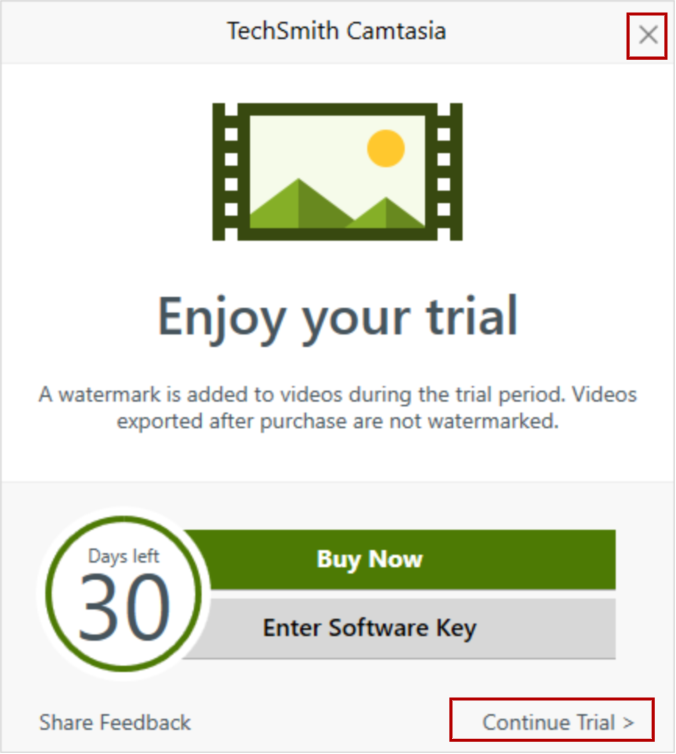 TechSmith Camtasia
Enjoy your trial
A watermark is added to videos during the trial period. Videos
exported after purchase are not watermarked.
Days left
30
Buy Now
Enter Software Key
Share Feedback
Continue Trial >